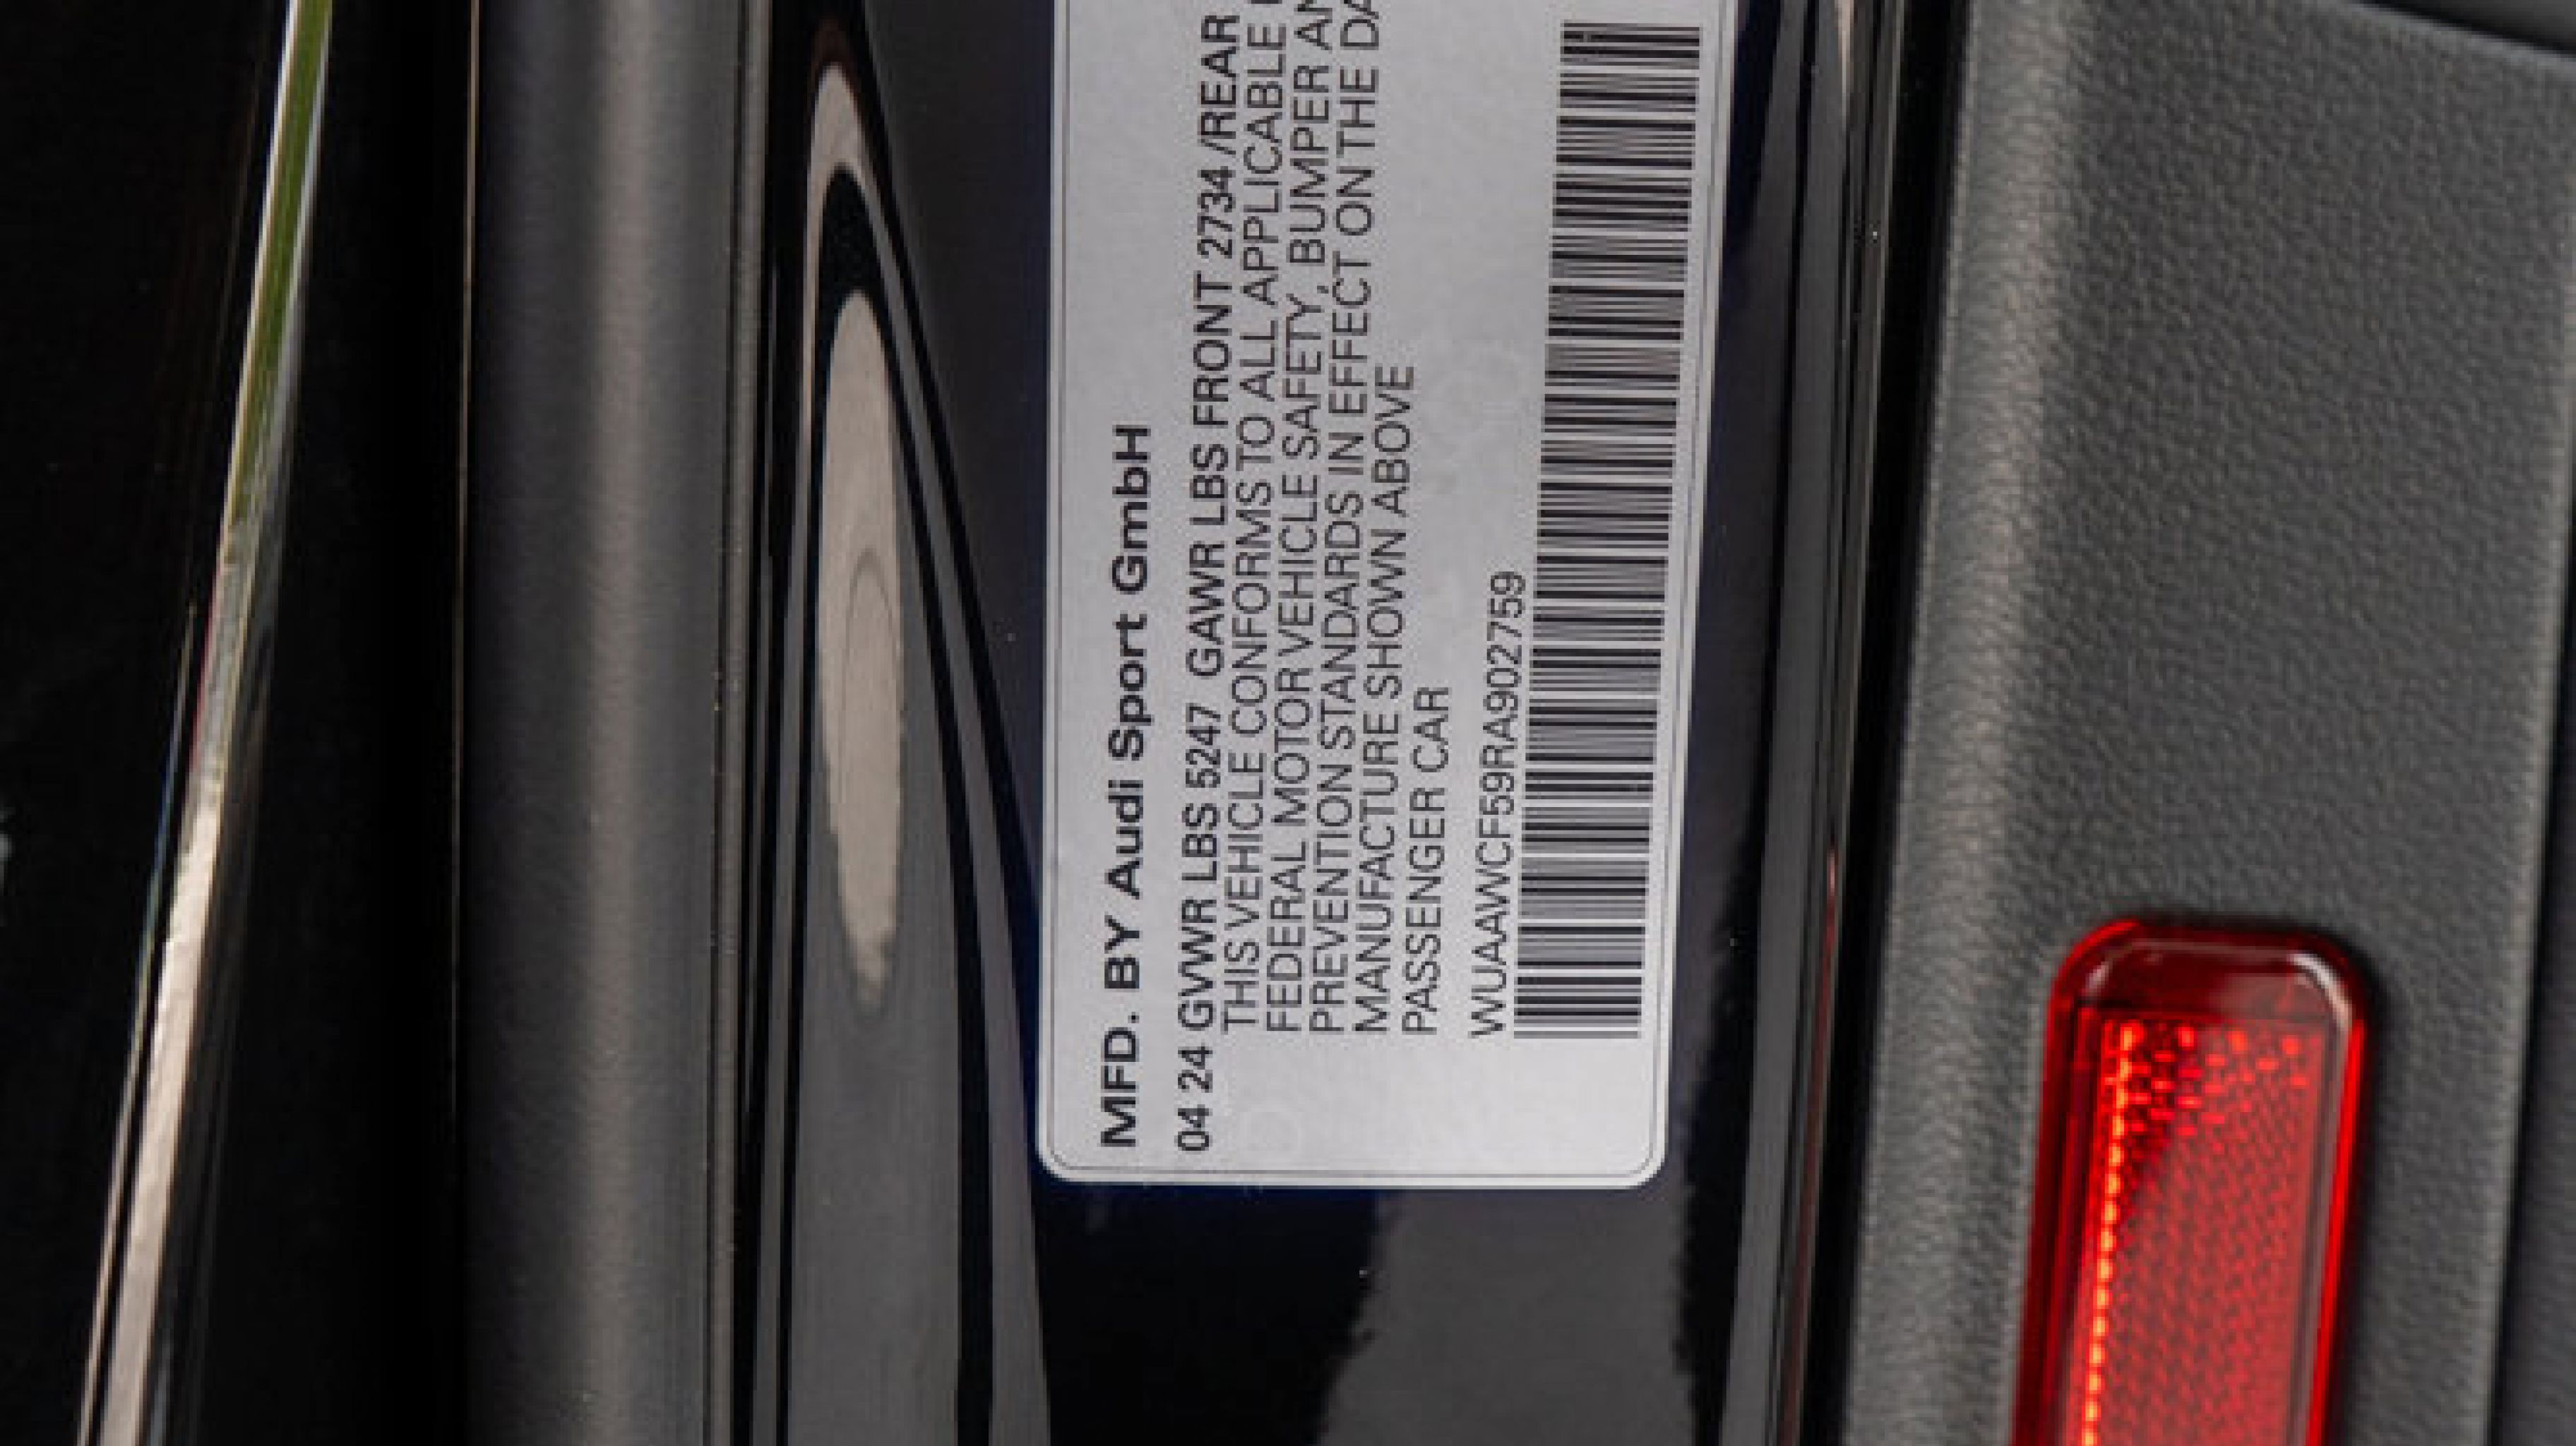 MFD. BY Audi Sport GmbH
04 24 GVWR LBS 5247 GAWR LBS FRONT 2734 /REAR
THIS VEHICLE CONFORMS TO ALL APPLICABLE
FEDERAL MOTOR VEHICLE SAFETY, BUMPER
PREVENTION STANDARDS IN EFFECT ON THE
MANUFACTURE SHOWN ABOVE
PASSENGER CAR
WUAAWCF59RA902759